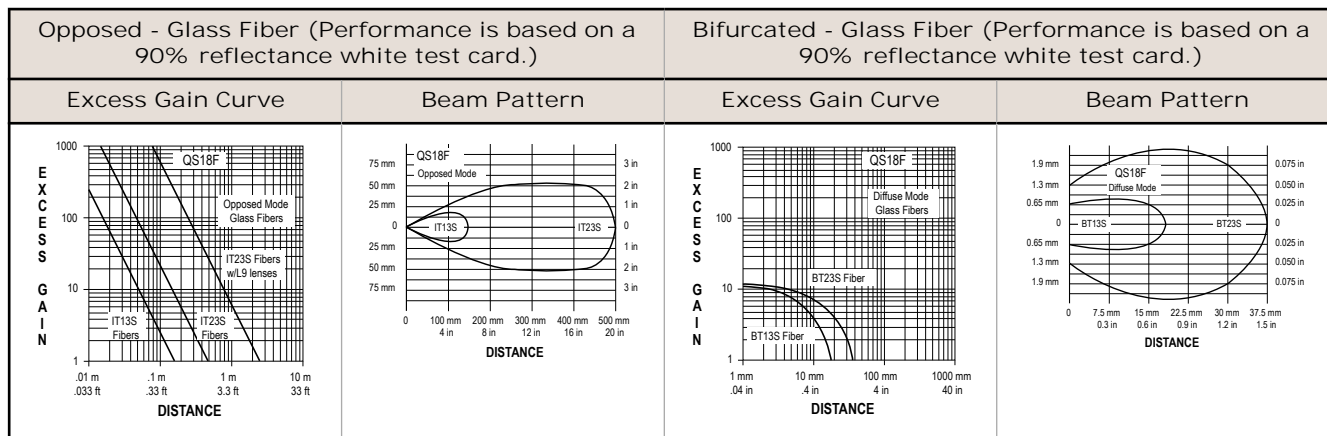 Opposed - Glass Fiber (Performance is based on a
90% reflectance white test card.)
Bifurcated - Glass Fiber (Performance is based on a
90% reflectance white test card.)
Excess Gain Curve
Beam Pattern
Excess Gain Curve
Beam Pattern
EXCESS GAIN
1000
100
10
1
QS18F
Opposed Mode
Glass Fibers
IT23S Fibers
w/L9 lenses
IT13S
Fibers
IT23S
Fibers
.01 m
.033 ft
.1 m
.33 ft
1 m
3.3 ft
10 m
33 ft
DISTANCE
QS18F
Opposed Mode
75 mm
50 mm
25 mm
0
25 mm
50 mm
75 mm
3 in
2 in
1 in
0
1 in
2 in
3 in
IT13S
IT23S
0
100 mm
4 in
200 mm
8 in
300 mm
12 in
400 mm
16 in
500 mm
20 in
DISTANCE
EXCESS GAIN
1000
100
10
1
QS18F
Diffuse Mode
Glass Fibers
BT23S Fiber
BT13S Fiber
1 mm
.04 in
10 mm
.4 in
100 mm
4 in
1000 mm
40 in
DISTANCE
QS18F
Diffuse Mode
1.9 mm
1.3 mm
0.65 mm
0
0.65 mm
1.3 mm
1.9 mm
0.075 in
0.050 in
0.025 in
0
0.025 in
0.050 in
0.075 in
BT13S
BT23S
0
7.5 mm
0.3 in
15 mm
0.6 in
22.5 mm
0.9 in
30 mm
1.2 in
37.5 mm
1.5 in
DISTANCE